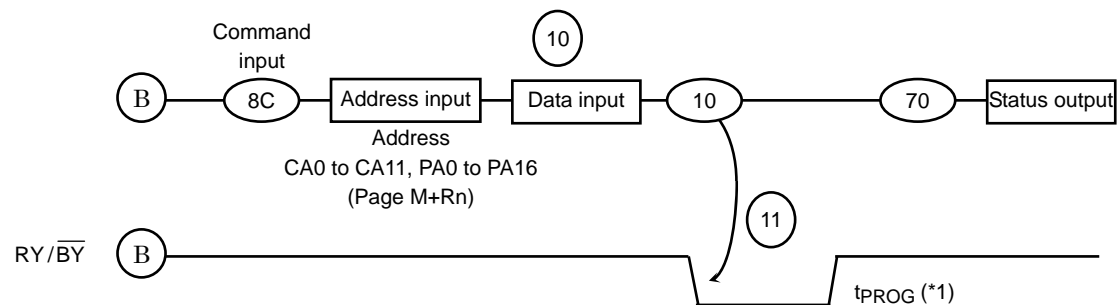 10
Command
input
B 8C Address input Data input 10 70 Status output
Address
CA0 to CA11, PA0 to PA16
(Page M+Rn)
11
RY/BY B
tPROG (*1)